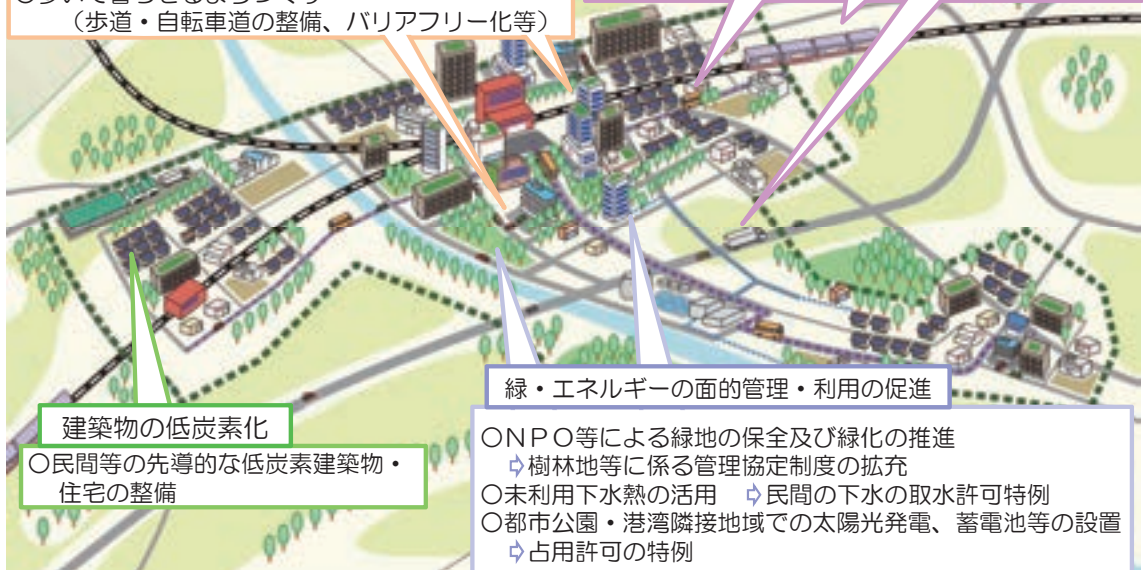 （歩道・自転車道の整備、バリアフリー化等）
建築物の低炭素化
○民間等の先導的な低炭素建築物・
住宅の整備
緑・エネルギーの面的管理・利用の促進
○ＮＰＯ等による緑地の保全及び緑化の推進
⇨樹林地等に係る管理協定制度の拡充
○未利用下水熱の活用　⇨民間の下水の取水許可特例
○都市公園・港湾隣接地域での太陽光発電、蓄電池等の設置
⇨占用許可の特例